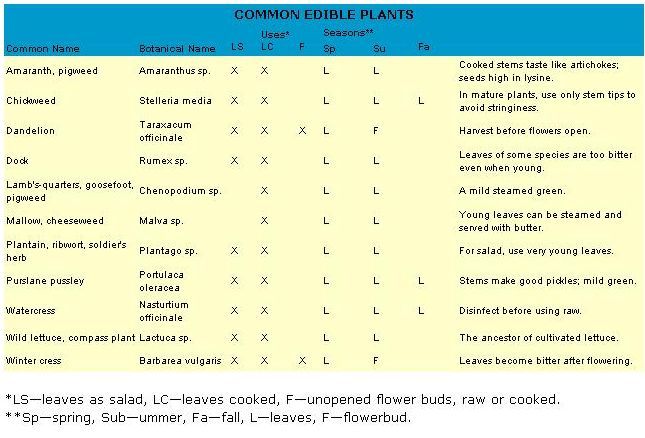 COMMON EDIBLE PLANTS
Uses* Seasons**
Common Name Botanical Name LS LC F Sp Su Fa
Amaranth, pigweed Amaranthus sp. X X L L Cooked stems taste like artichokes;
seeds high in lysine.
Chickweed Stelleria media X X L L L In mature plants, use only stem tips to
avoid stringiness.
Dandelion Taraxacum
officinale X X X L F Harvest before flowers open.
Dock Rumex sp. X X L L Leaves of some species are too bitter
even when young.
Lamb's-quarters, goosefoot,
pigweed Chenopodium sp. X L L A mild steamed green.
Mallow, cheeseweed Malva sp. X L L Young leaves can be steamed and
served with butter.
Plantain, ribwort, soldier's
herb Plantago sp. X X L L For salad, use very young leaves.
Purslane pussley Portulaca
oleracea X X L L L Stems make good pickles; mild green.
Watercress Nasturtium
officinale X X L L L Disinfect before using raw.
Wild lettuce, compass plant Lactuca sp. X X L L The ancestor of cultivated lettuce.
Winter cress Barbarea vulgaris X X X L F Leaves become bitter after flowering.
*LS—leaves as salad, LC—leaves cooked, F—unopened flower buds, raw or cooked.
**Sp—spring, Sub—ummer, Fa—fall, L—leaves, F—flowerbud.